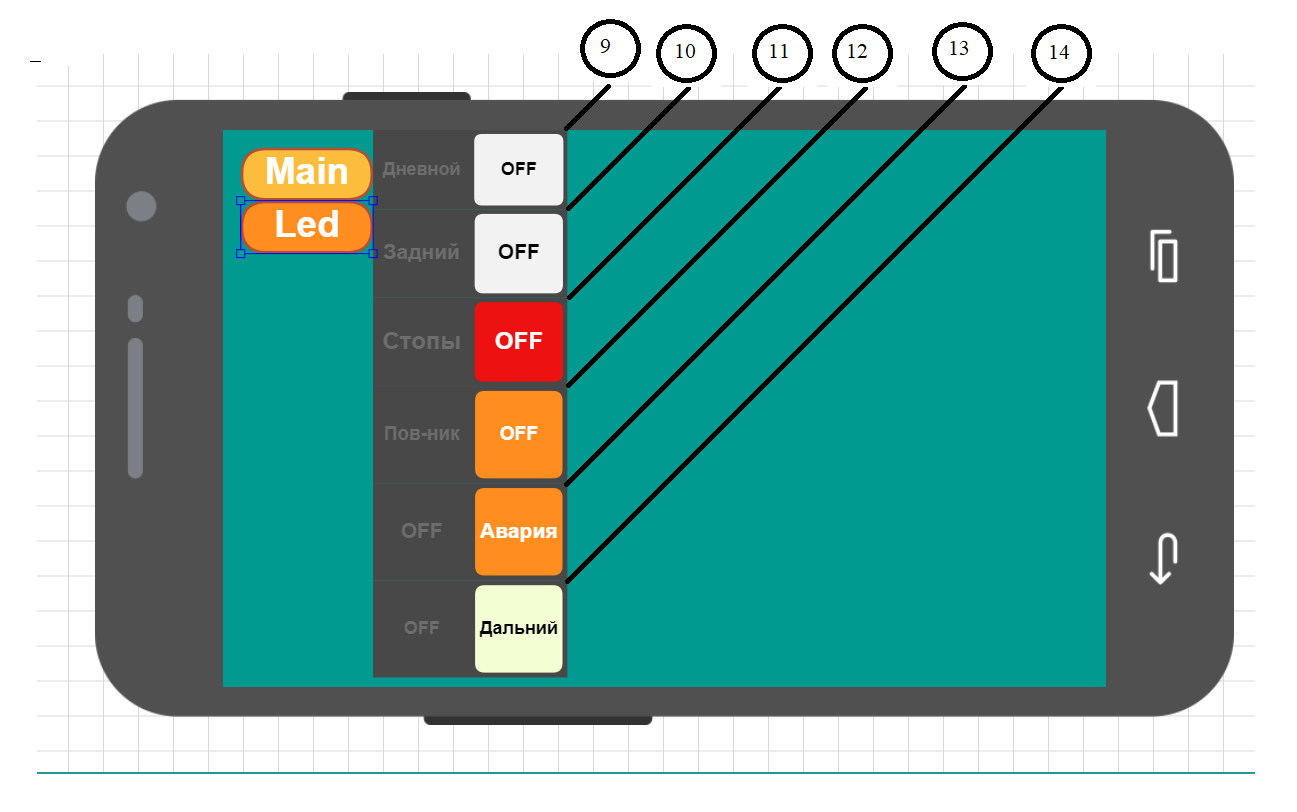 9 10 11 12 13 14
Main
Led
Дневной OFF
Задний OFF
Стопы OFF
Пов-ник OFF
OFF Авария
OFF Дальний